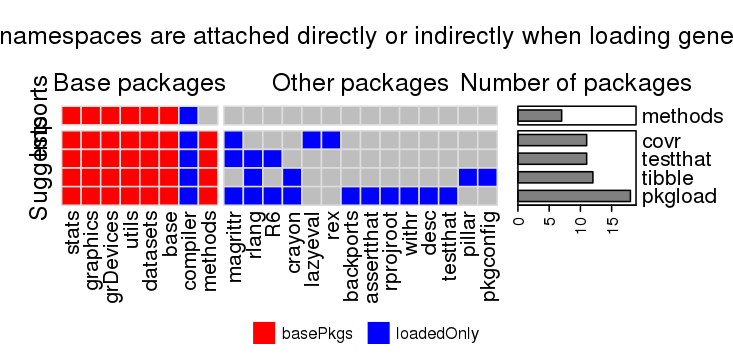 namespaces are attached directly or indirectly when loading gene
Base packages
Other packages
Number of packages
Imports
Suggests
methods
covr
testthat
tibble
pkgload
stats
graphics
grDevices
utils
datasets
base
compiler
methods
magrittr
rlang
R6
crayon
lazyeval
rex
backports
assertthat
rprojroot
withr
desc
testthat
pillar
pkgconfig
0
5
10
15
basePkgs
loadedOnly